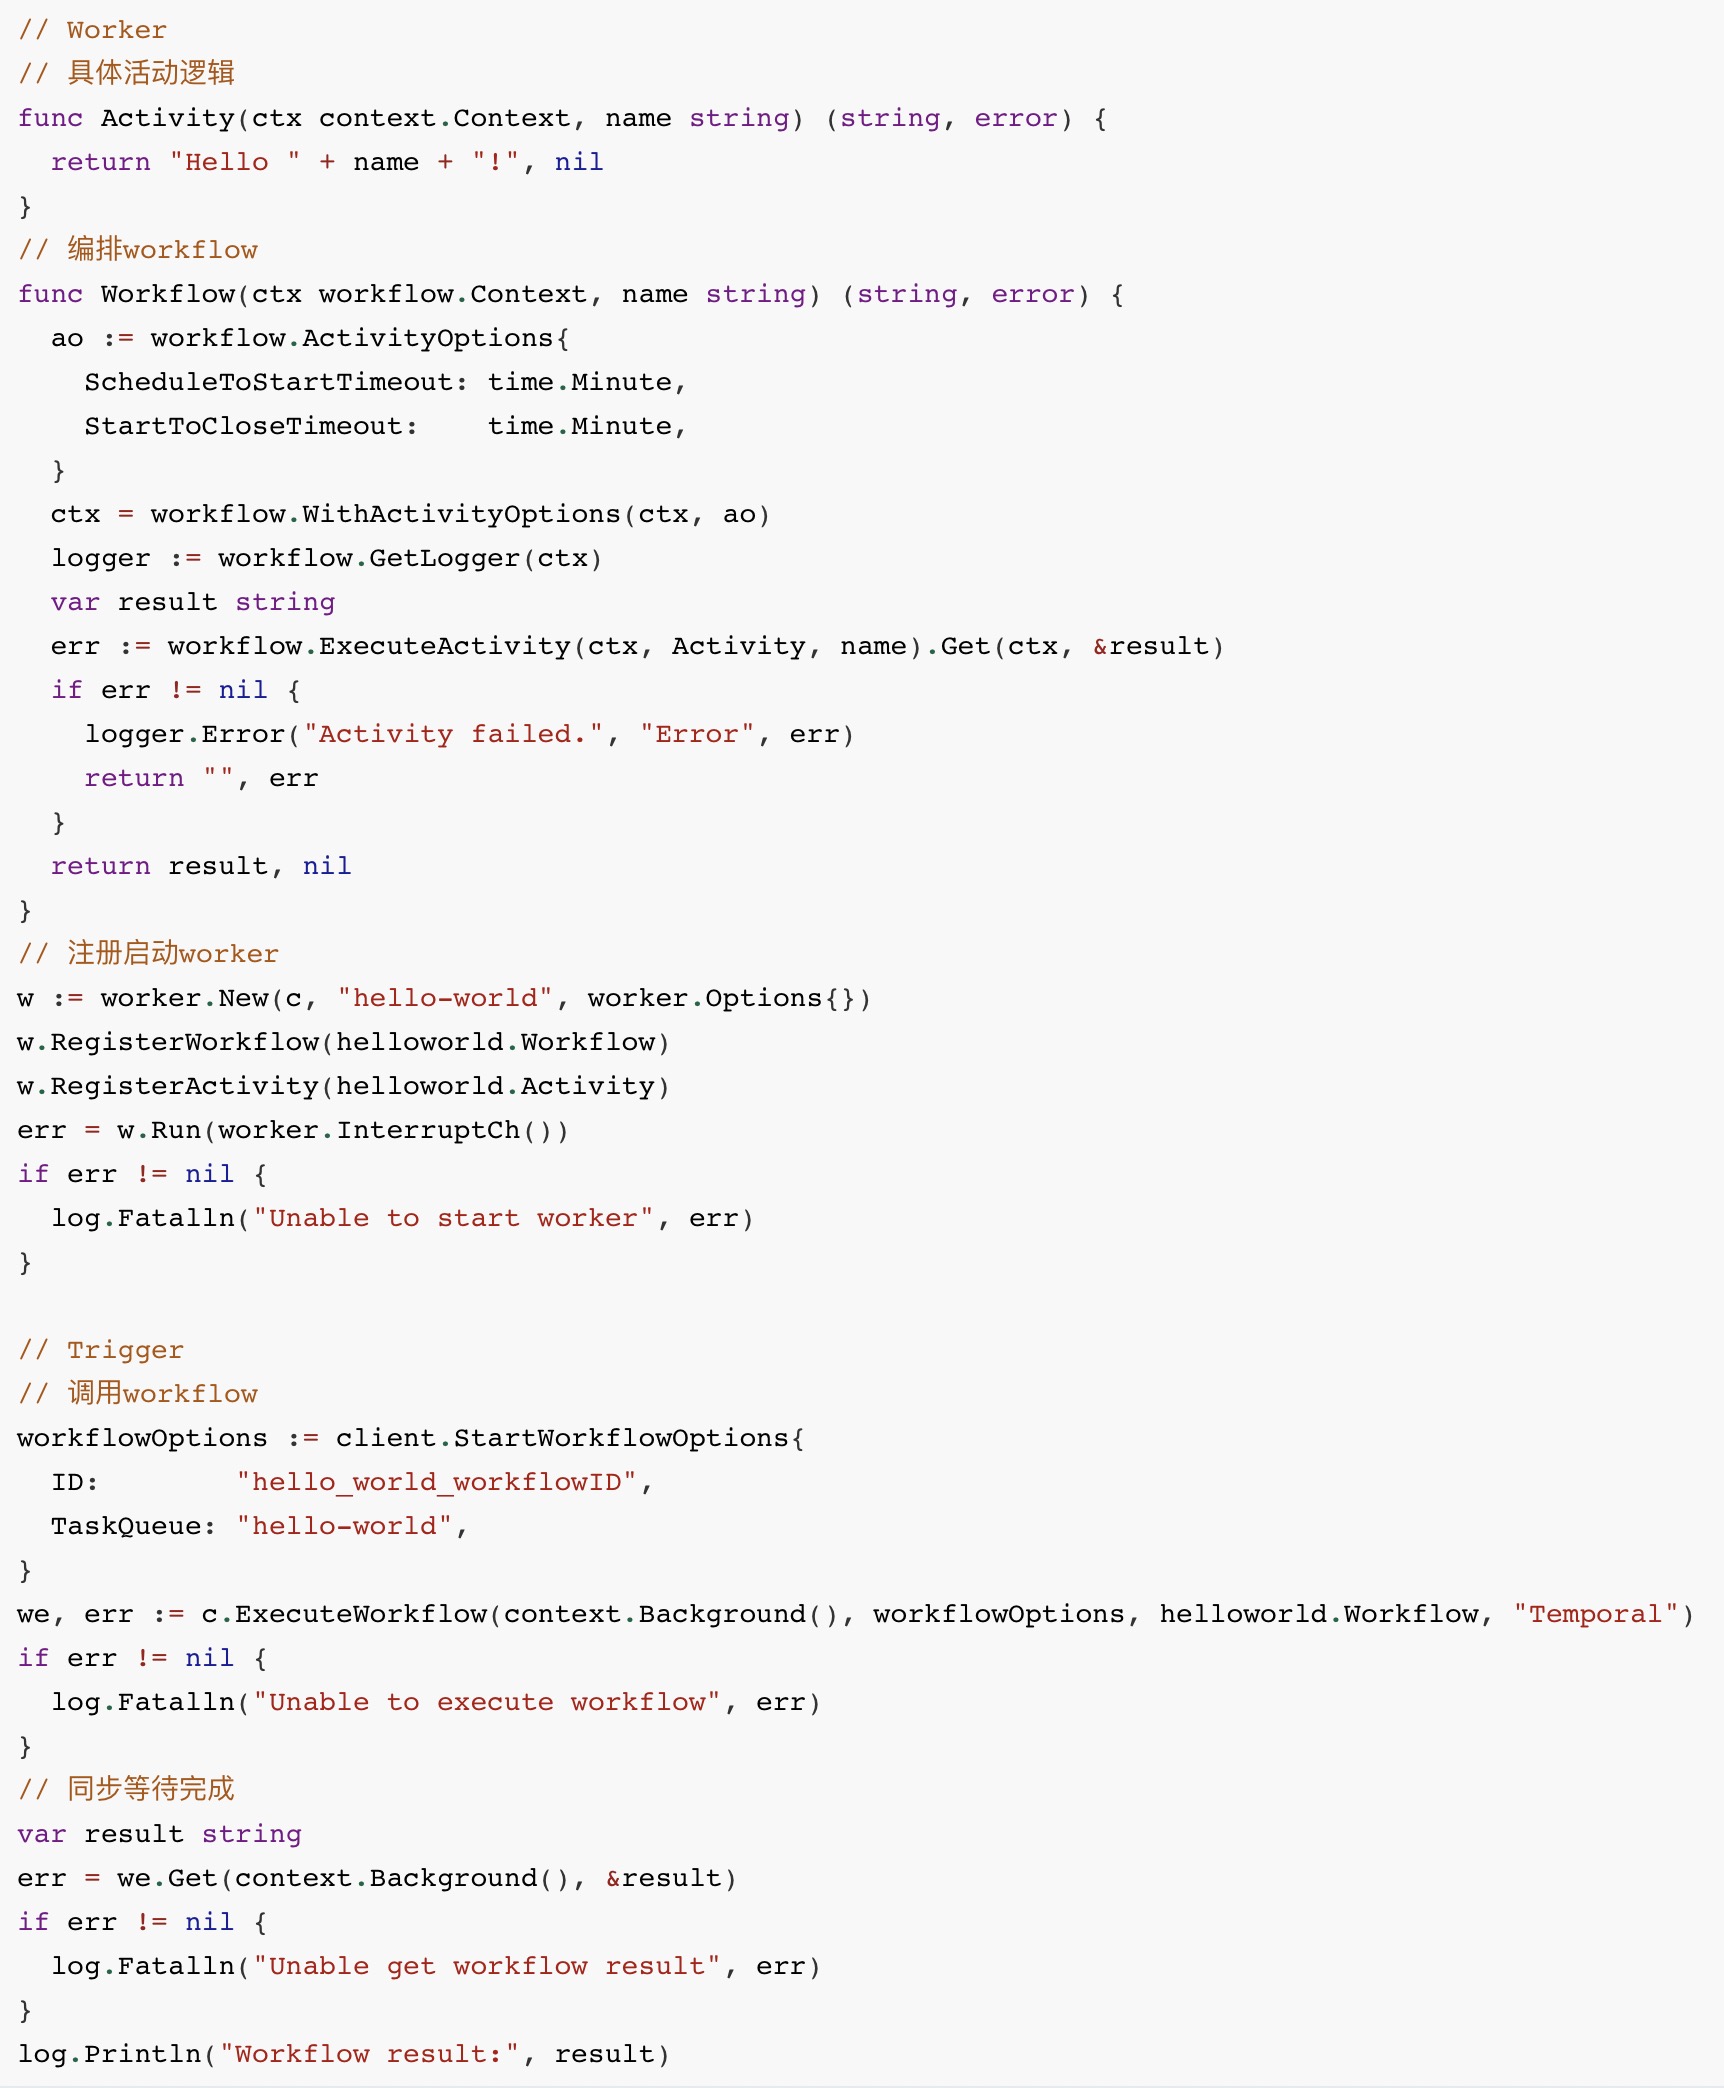 // Worker
// 具体活动逻辑
func Activity(ctx context.Context, name string) (string, error) {
  return "Hello " + name + "!", nil
}
// 编排workflow
func Workflow(ctx workflow.Context, name string) (string, error) {
  ao := workflow.ActivityOptions{
    ScheduleToStartTimeout: time.Minute,
    StartToCloseTimeout:    time.Minute,
  }
  ctx = workflow.WithActivityOptions(ctx, ao)
  logger := workflow.GetLogger(ctx)
  var result string
  err := workflow.ExecuteActivity(ctx, Activity, name).Get(ctx, &result)
  if err != nil {
    logger.Error("Activity failed.", "Error", err)
    return "", err
  }
  return result, nil
}
// 注册启动worker
w := worker.New(c, "hello-world", worker.Options{})
w.RegisterWorkflow(helloworld.Workflow)
w.RegisterActivity(helloworld.Activity)
err = w.Run(worker.InterruptCh())
if err != nil {
  log.Fatalln("Unable to start worker", err)
}

// Trigger
// 调用workflow
workflowOptions := client.StartWorkflowOptions{
  ID:        "hello_world_workflowID",
  TaskQueue: "hello-world",
}
we, err := c.ExecuteWorkflow(context.Background(), workflowOptions, helloworld.Workflow, "Temporal")
if err != nil {
  log.Fatalln("Unable to execute workflow", err)
}
// 同步等待完成
var result string
err = we.Get(context.Background(), &result)
if err != nil {
  log.Fatalln("Unable get workflow result", err)
}
log.Println("Workflow result:", result)